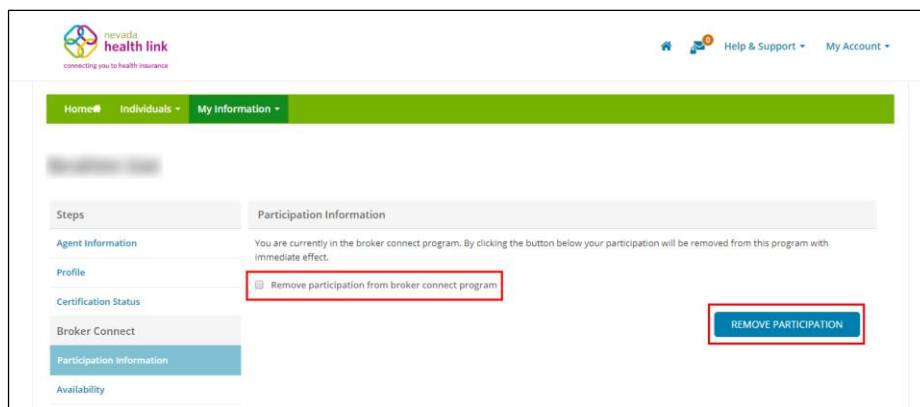 nevada
health link
connecting you to health insurance
0
Help & Support
My Account
Home
Individuals
My Information
Steps
Agent Information
Profile
Certification Status
Broker Connect
Participation Information
Availability
Participation Information
You are currently in the broker connect program. By clicking the button below your participation will be removed from this program with
immediate effect.
Remove participation from broker connect program
REMOVE PARTICIPATION